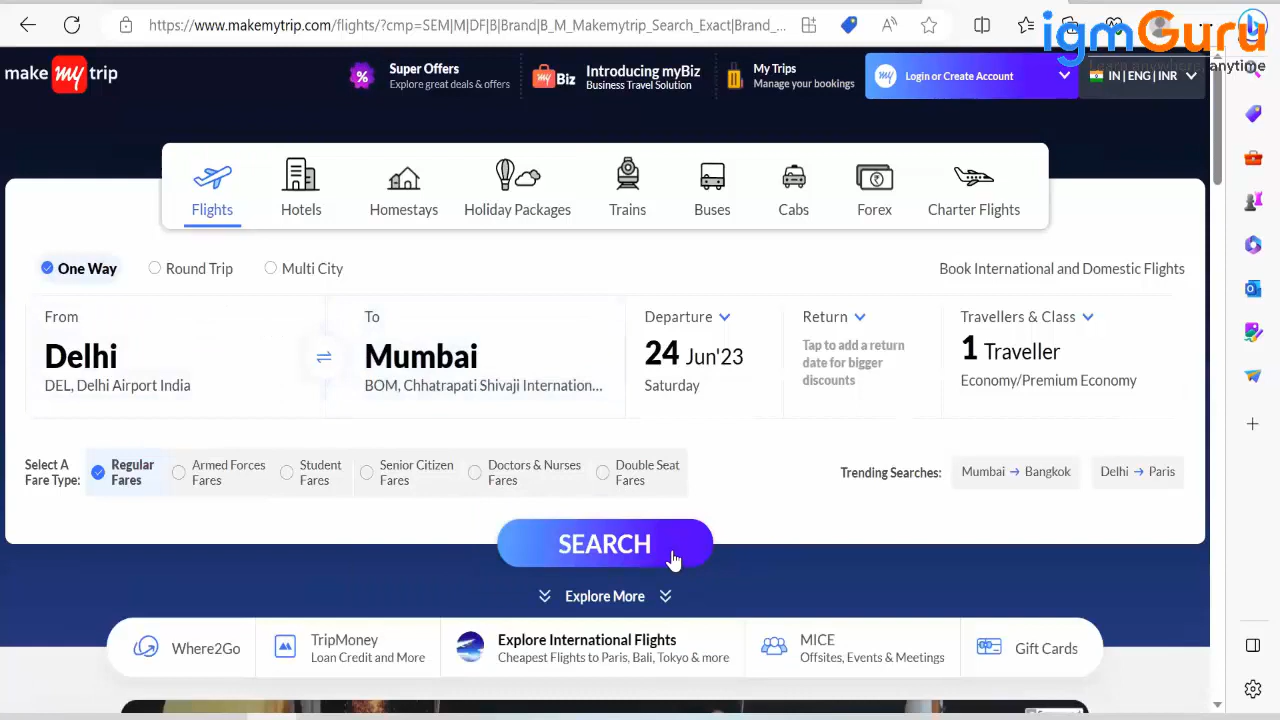 https://www.makemytrip.com/flights/?cmp=SEM|M|DF|B|Brand|B_M_Makemytrip_Search_Exact|Brand_...
igmGuru
Learn anywhere, anytime
make my trip
Super Offers
Explore great deals & offers
my Biz
Introducing myBiz
Business Travel Solution
My Trips
Manage your bookings
my
Login or Create Account
IN | ENG | INR
Flights
Hotels
Homestays
Holiday Packages
Trains
Buses
Cabs
Forex
Charter Flights
One Way
Round Trip
Multi City
Book International and Domestic Flights
From
Delhi
DEL, Delhi Airport India
To
Mumbai
BOM, Chhatrapati Shivaji Internation...
Departure
24 Jun'23
Saturday
Return
Tap to add a return
date for bigger
discounts
Travellers & Class
1 Traveller
Economy/Premium Economy
Select A
Fare Type:
Regular
Fares
Armed Forces
Fares
Student
Fares
Senior Citizen
Fares
Doctors & Nurses
Fares
Double Seat
Fares
Trending Searches:
Mumbai → Bangkok
Delhi → Paris
SEARCH
Explore More
Where2Go
TripMoney
Loan Credit and More
Explore International Flights
Cheapest Flights to Paris, Bali, Tokyo & more
MICE
Offsites, Events & Meetings
Gift Cards